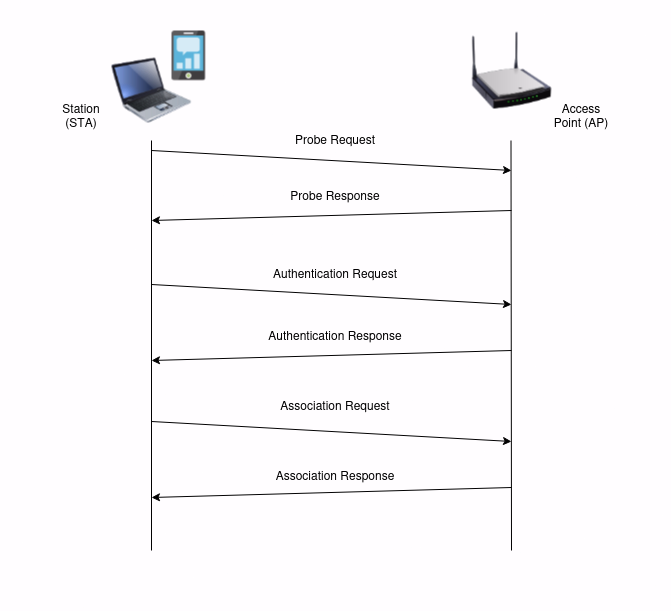 Station
(STA)
Access
Point (AP)
Probe Request
Probe Response
Authentication Request
Authentication Response
Association Request
Association Response